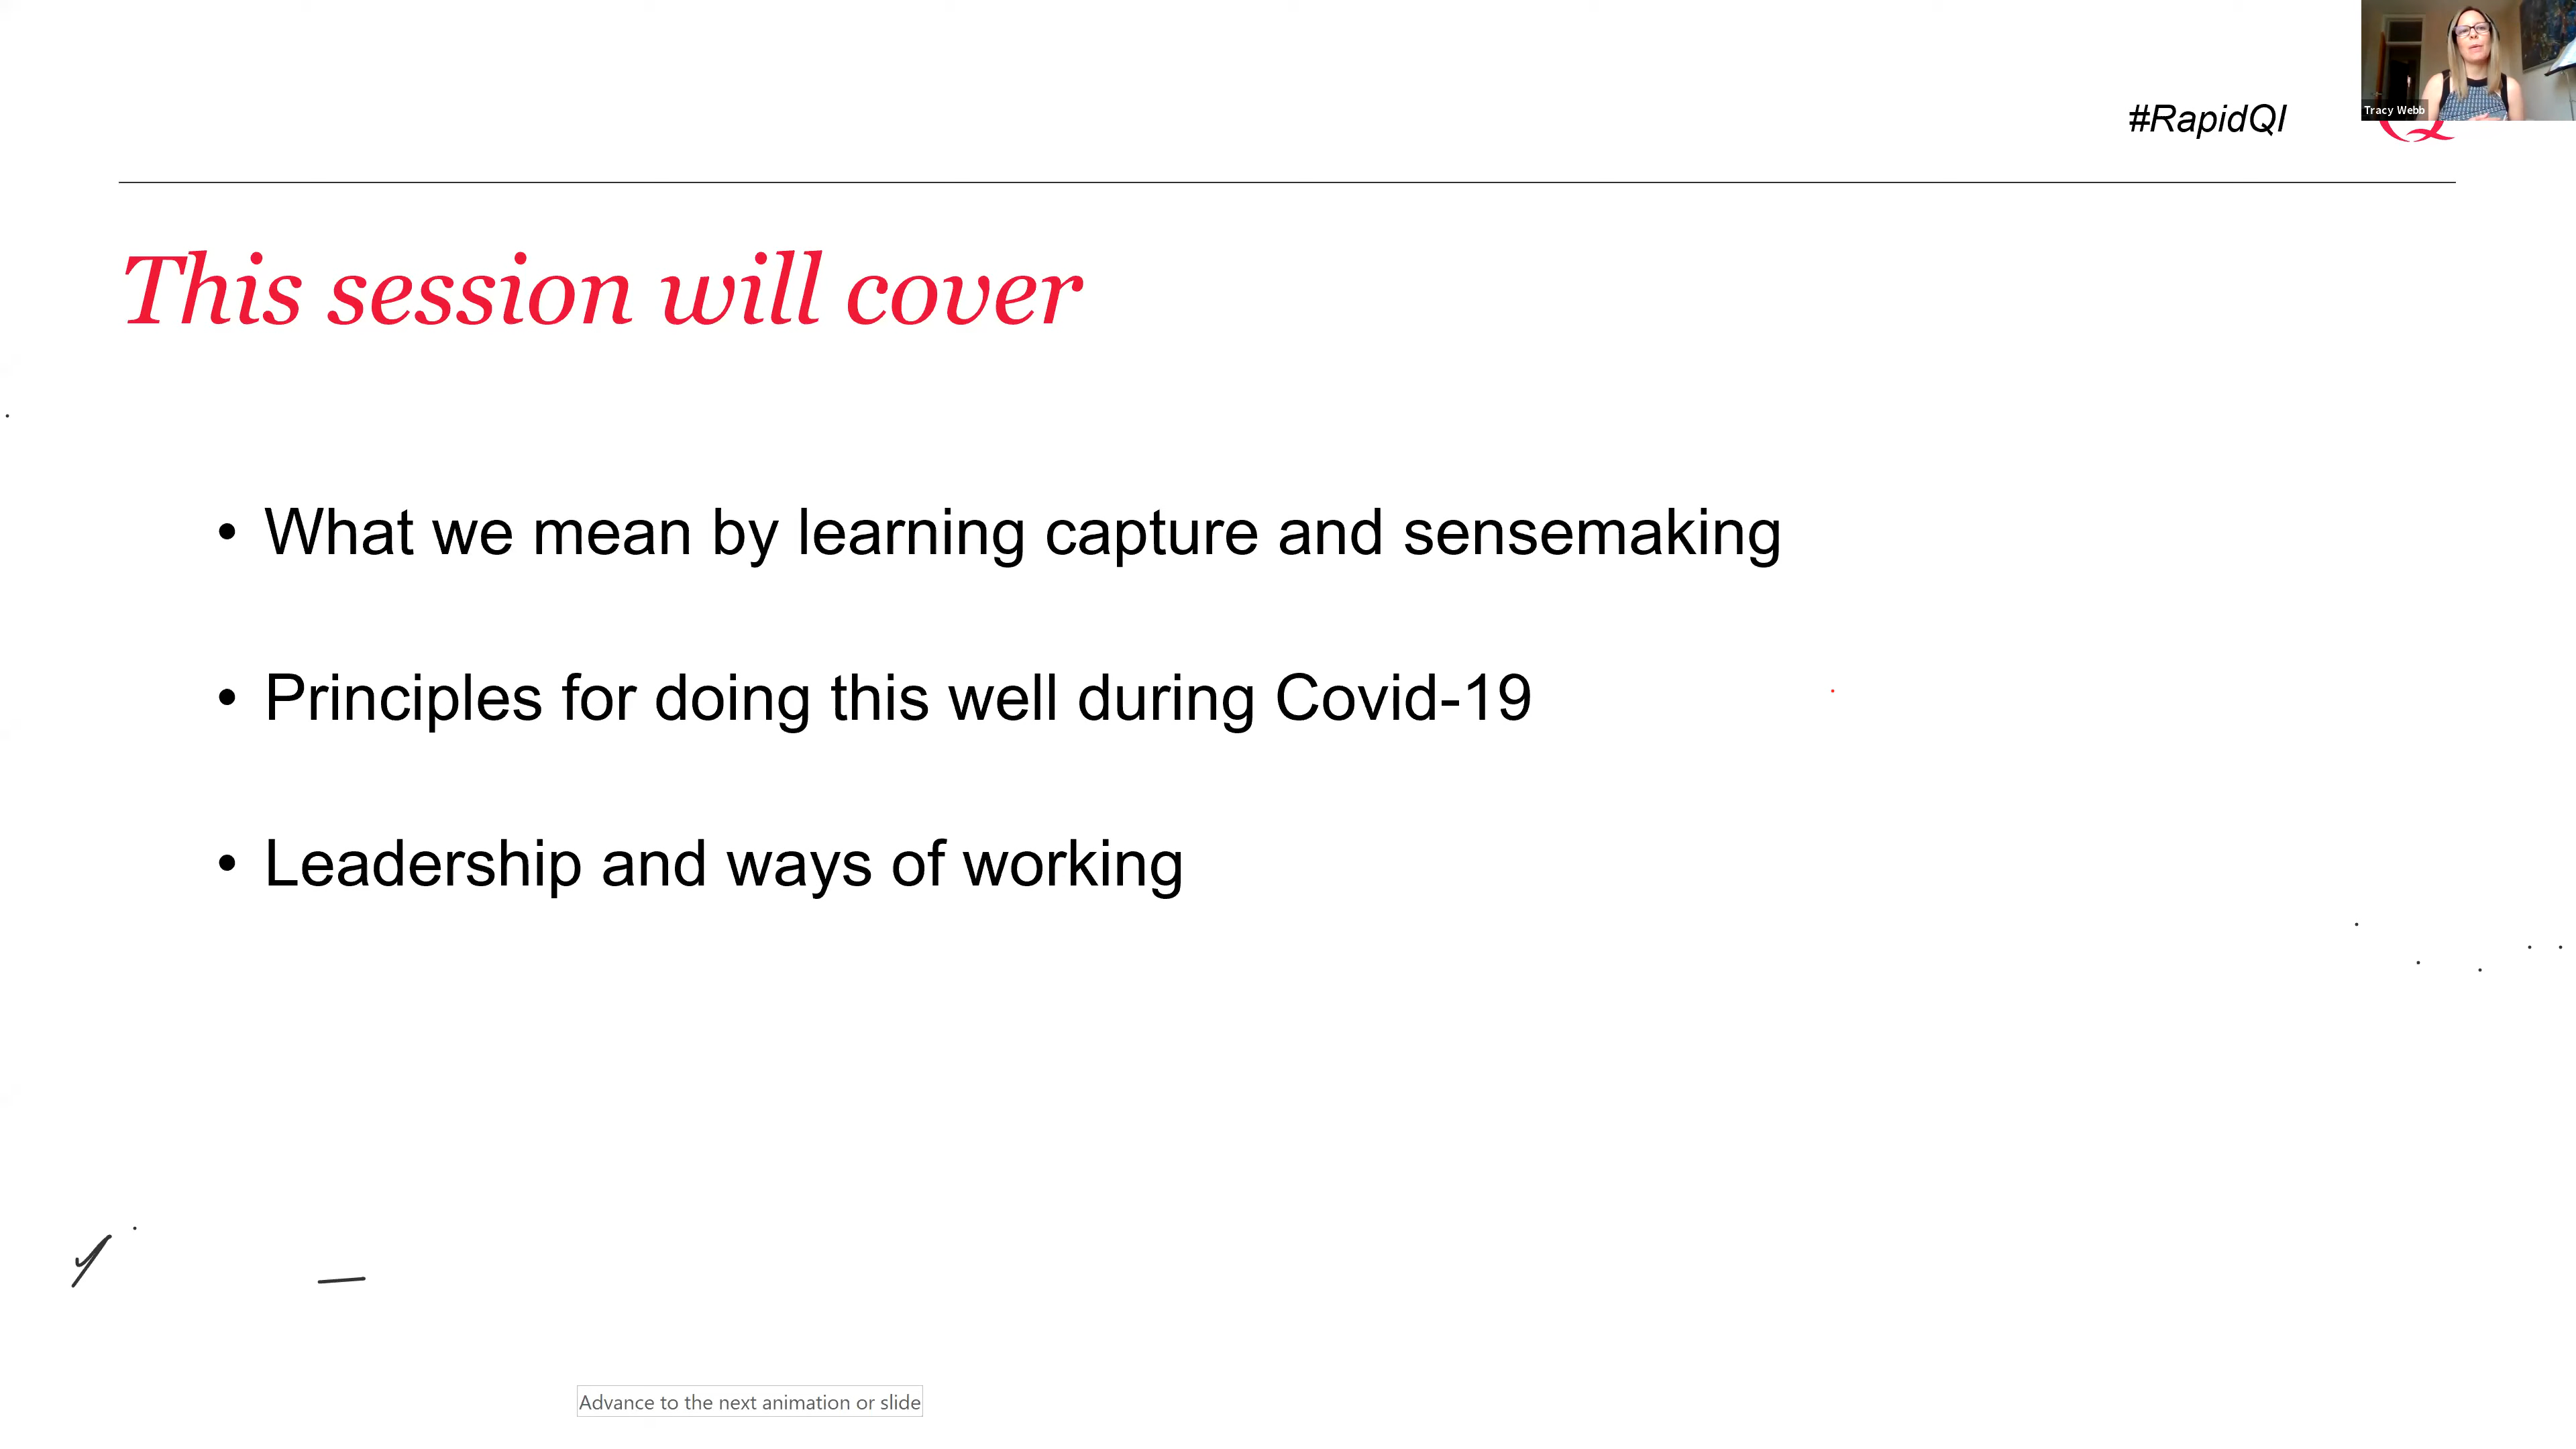 Tracy Webb
#RapidQI
Q
This session will cover
• What we mean by learning capture and sensemaking
• Principles for doing this well during Covid-19
• Leadership and ways of working
Advance to the next animation or slide